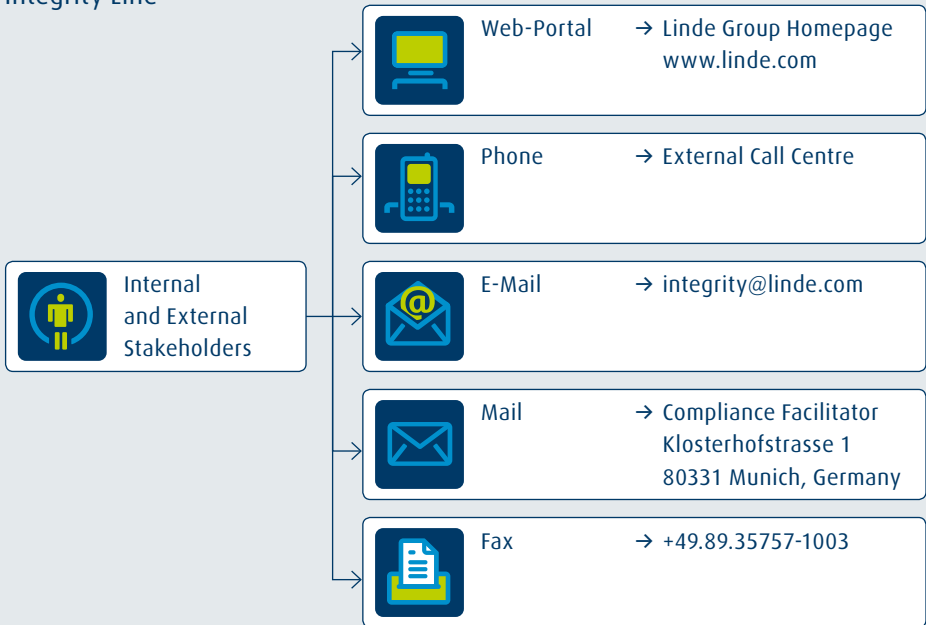 Integrity Line
Web-Portal → Linde Group Homepage
www.linde.com
Phone → External Call Centre
Internal
and External
Stakeholders
E-Mail → integrity@linde.com
Mail → Compliance Facilitator
Klosterhofstrasse 1
80331 Munich, Germany
Fax → +49.89.35757-1003